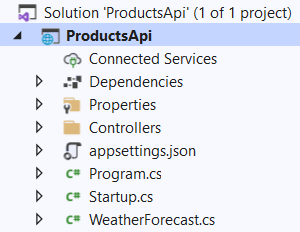 Solution 'ProductsApi' (1 of 1 project)
ProductsApi
Connected Services
Dependencies
Properties
Controllers
appsettings.json
C# Program.cs
C# Startup.cs
C# WeatherForecast.cs